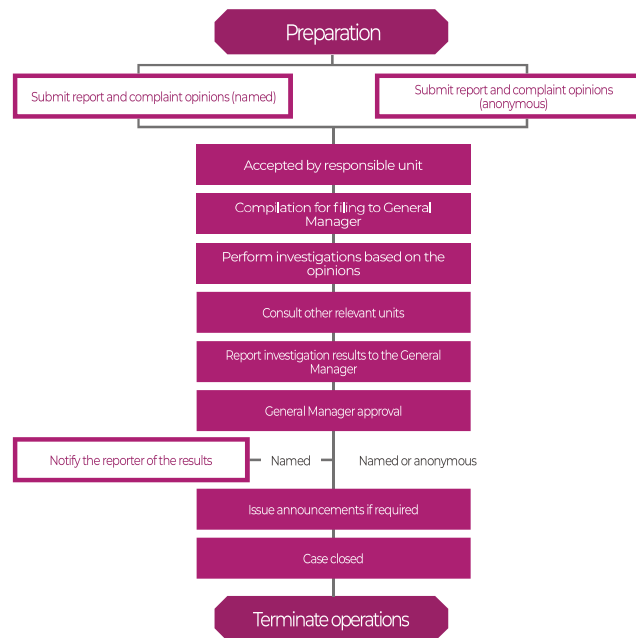 Preparation
Submit report and complaint opinions (named)
Submit report and complaint opinions
(anonymous)
Accepted by responsible unit
Compilation for filing to General
Manager
Perform investigations based on the
opinions
Consult other relevant units
Report investigation results to the General
Manager
General Manager approval
Notify the reporter of the results
Named
Named or anonymous
Issue announcements if required
Case closed
Terminate operations